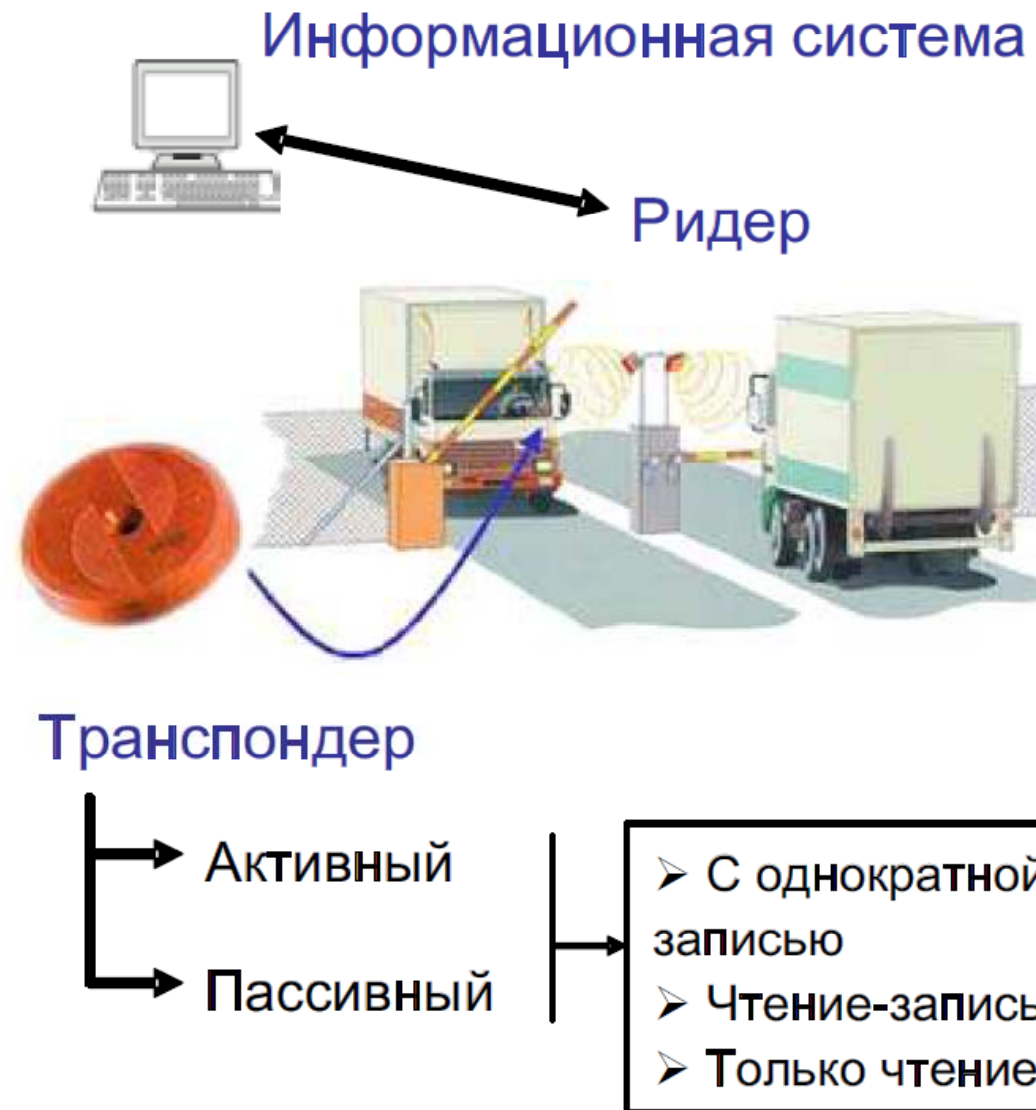 Информационная система
Ридер
Транспондер
Активный
Пассивный
➢ С однократной
записью
➢ Чтение-запись
➢ Только чтение